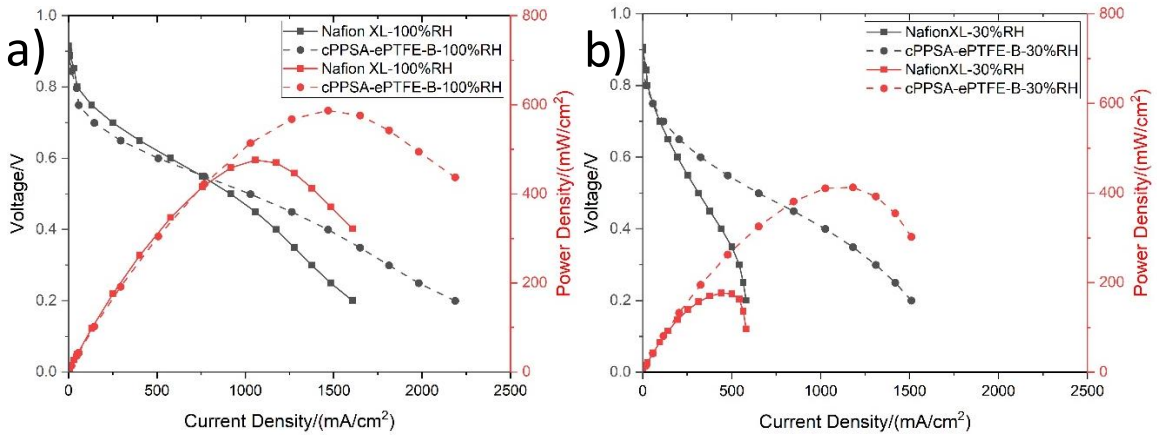 a)
Nafion XL-100%RH
cPPSA-ePTFE-B-100%RH
Nafion XL-100%RH
cPPSA-ePTFE-B-100%RH
1.0
0.8
0.6
0.4
0.2
0.0
Voltage/V
800
600
400
200
0
Power Density/(mW/cm²)
0 500 1000 1500 2000 2500
Current Density/(mA/cm²)
b)
NafionXL-30%RH
cPPSA-ePTFE-B-30%RH
NafionXL-30%RH
cPPSA-ePTFE-B-30%RH
1.0
0.8
0.6
0.4
0.2
0.0
Voltage/V
800
600
400
200
0
Power Density/(mW/cm²)
0 500 1000 1500 2000 2500
Current Density/(mA/cm²)